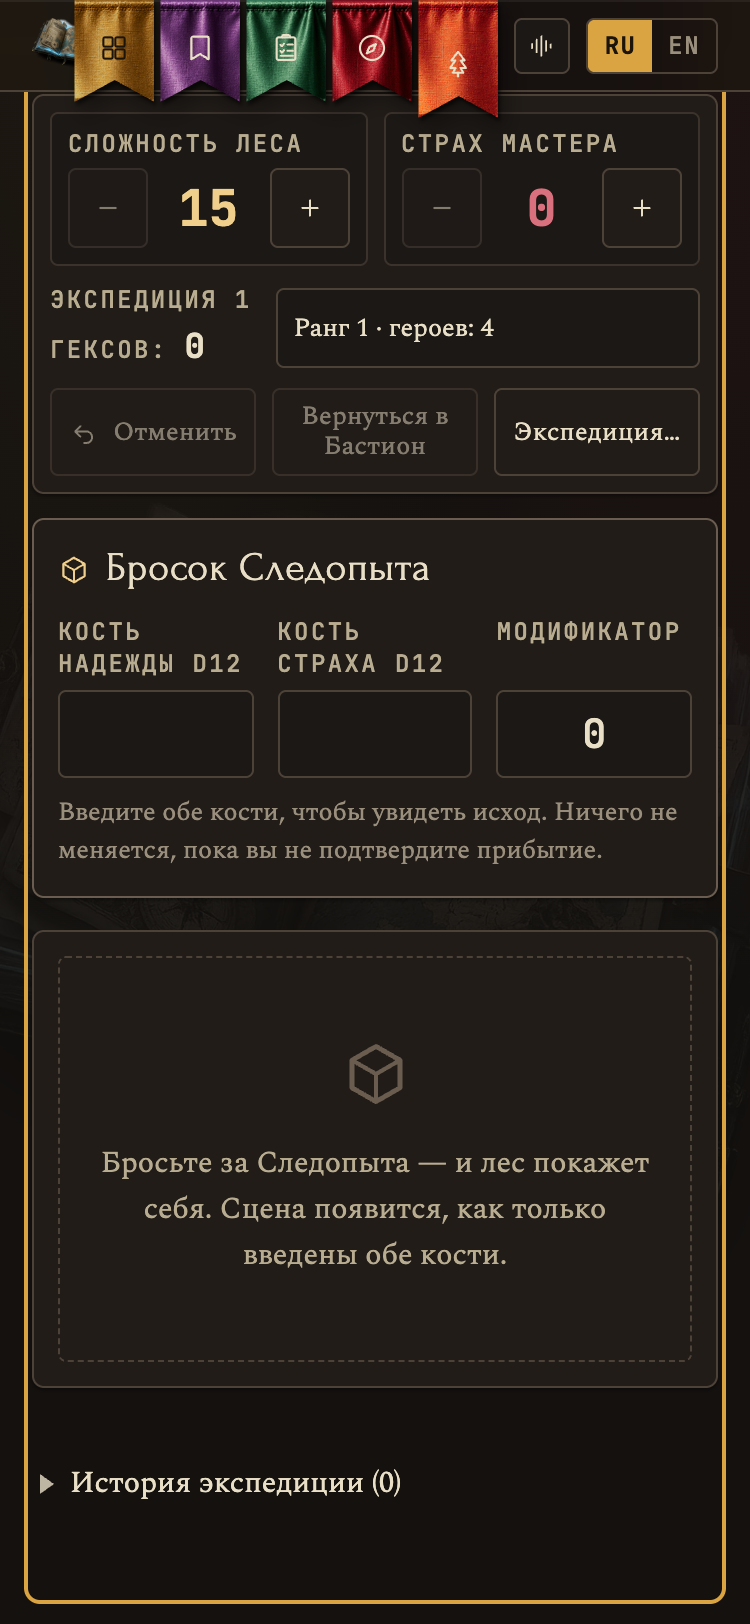 RU EN
СЛОЖНОСТЬ ЛЕСА
СТРАХ МАСТЕРА
− 15 +
− 0 +
ЭКСПЕДИЦИЯ 1
ГЕКСОВ: 0
Ранг 1 · героев: 4
Отменить
Вернуться в
Бастион
Экспедиция…
Бросок Следопыта
КОСТЬ
НАДЕЖДЫ D12
КОСТЬ
СТРАХА D12
МОДИФИКАТОР
0
Введите обе кости, чтобы увидеть исход. Ничего не
меняется, пока вы не подтвердите прибытие.
Бросьте за Следопыта — и лес покажет
себя. Сцена появится, как только
введены обе кости.
История экспедиции (0)